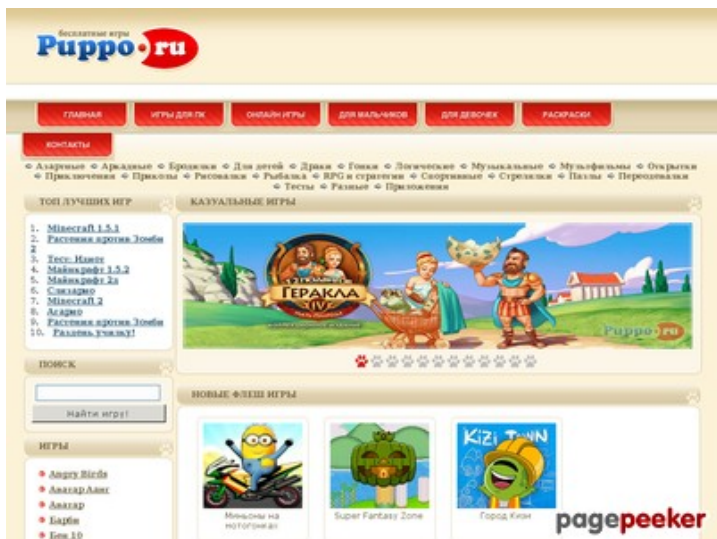 бесплатные игры
Puppo.ru
ГЛАВНАЯ
ИГРЫ ДЛЯ ПК
ОНЛАЙН ИГРЫ
ДЛЯ МАЛЬЧИКОВ
ДЛЯ ДЕВОЧЕК
РАСКРАСКИ
КОНТАКТЫ
Азартные Аркадные Бродилки Для детей Драки Гонки Логические Музыкальные Мультфильмы Открытки
Приключения Приколы Рисовалки Рыбалка RPG и стратегии Спортивные Стрелялки Пазлы Переодевалки
Тесты Разные Приложения
ТОП ЛУЧШИХ ИГР
1. Minecraft 1.5.1
2. Растения против Зомби
2
3. Тест: Наите
4. Майнкрафт 1.5.2
5. Майнкрафт 2д
6. Слизарио
7. Minecraft 2
8. Агарио
9. Растения против Зомби
10. Раздень училку!
КАЗУАЛЬНЫЕ ИГРЫ
ГЕРАКЛА
IV
Puppo.ru
ПОИСК
Найти игру!
НОВЫЕ ФЛЕШ ИГРЫ
Миньоны на
мотогонках
Super Fantasy Zone
KiZi TOWN
Город Кизи
ИГРЫ
Angry Birds
Аватар Аанг
Аватар
Барби
Бен 10
pagepeeker